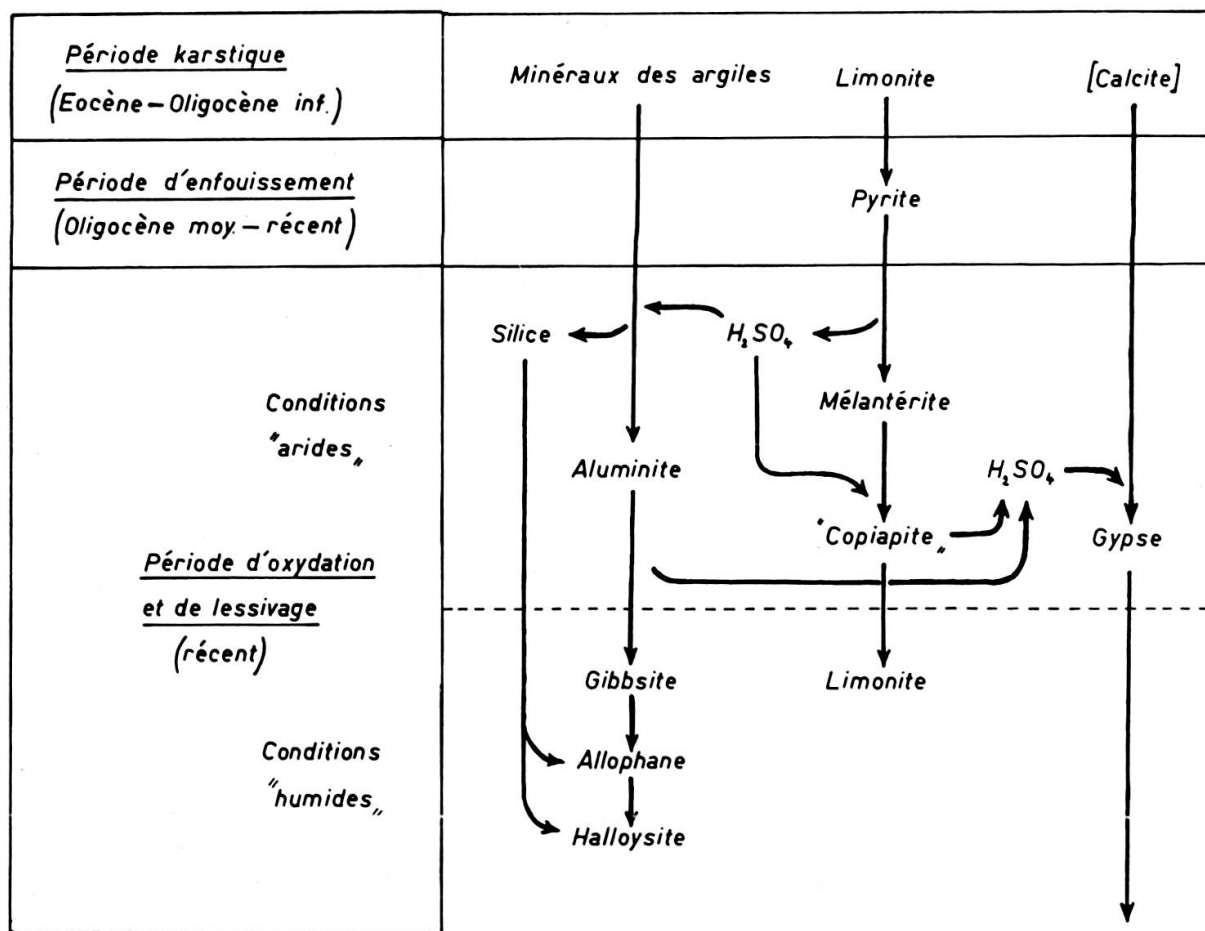 Période karstique
(Eocène – Oligocène inf.)
Minéraux des argiles
Limonite
[Calcite]
Période d'enfouissement
(Oligocène moy. – récent)
Pyrite
Silice
H₂SO₄
Conditions
"arides"
Mélantérite
Aluminite
H₂SO₄
"Copiapite"
Gypse
Période d'oxydation
et de lessivage
(récent)
Gibbsite
Limonite
Conditions
"humides"
Allophane
Halloysite